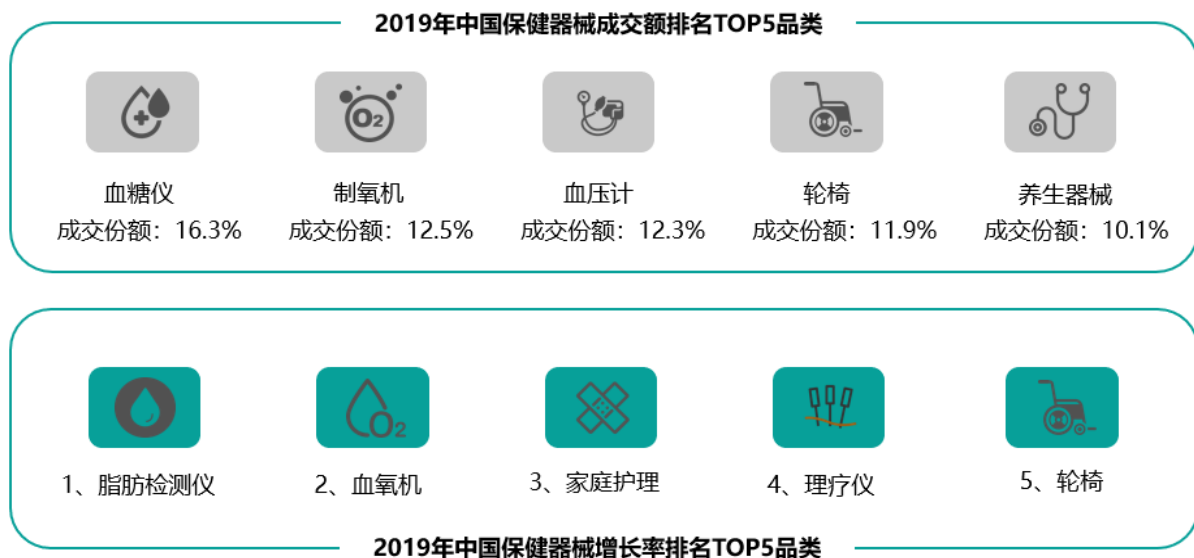 2019年中国保健器械成交额排名TOP5品类
O2
血糖仪 制氧机 血压计 轮椅 养生器械
成交份额：16.3% 成交份额：12.5% 成交份额：12.3% 成交份额：11.9% 成交份额：10.1%
O2
1、脂肪检测仪 2、血氧机 3、家庭护理 4、理疗仪 5、轮椅
2019年中国保健器械增长率排名TOP5品类